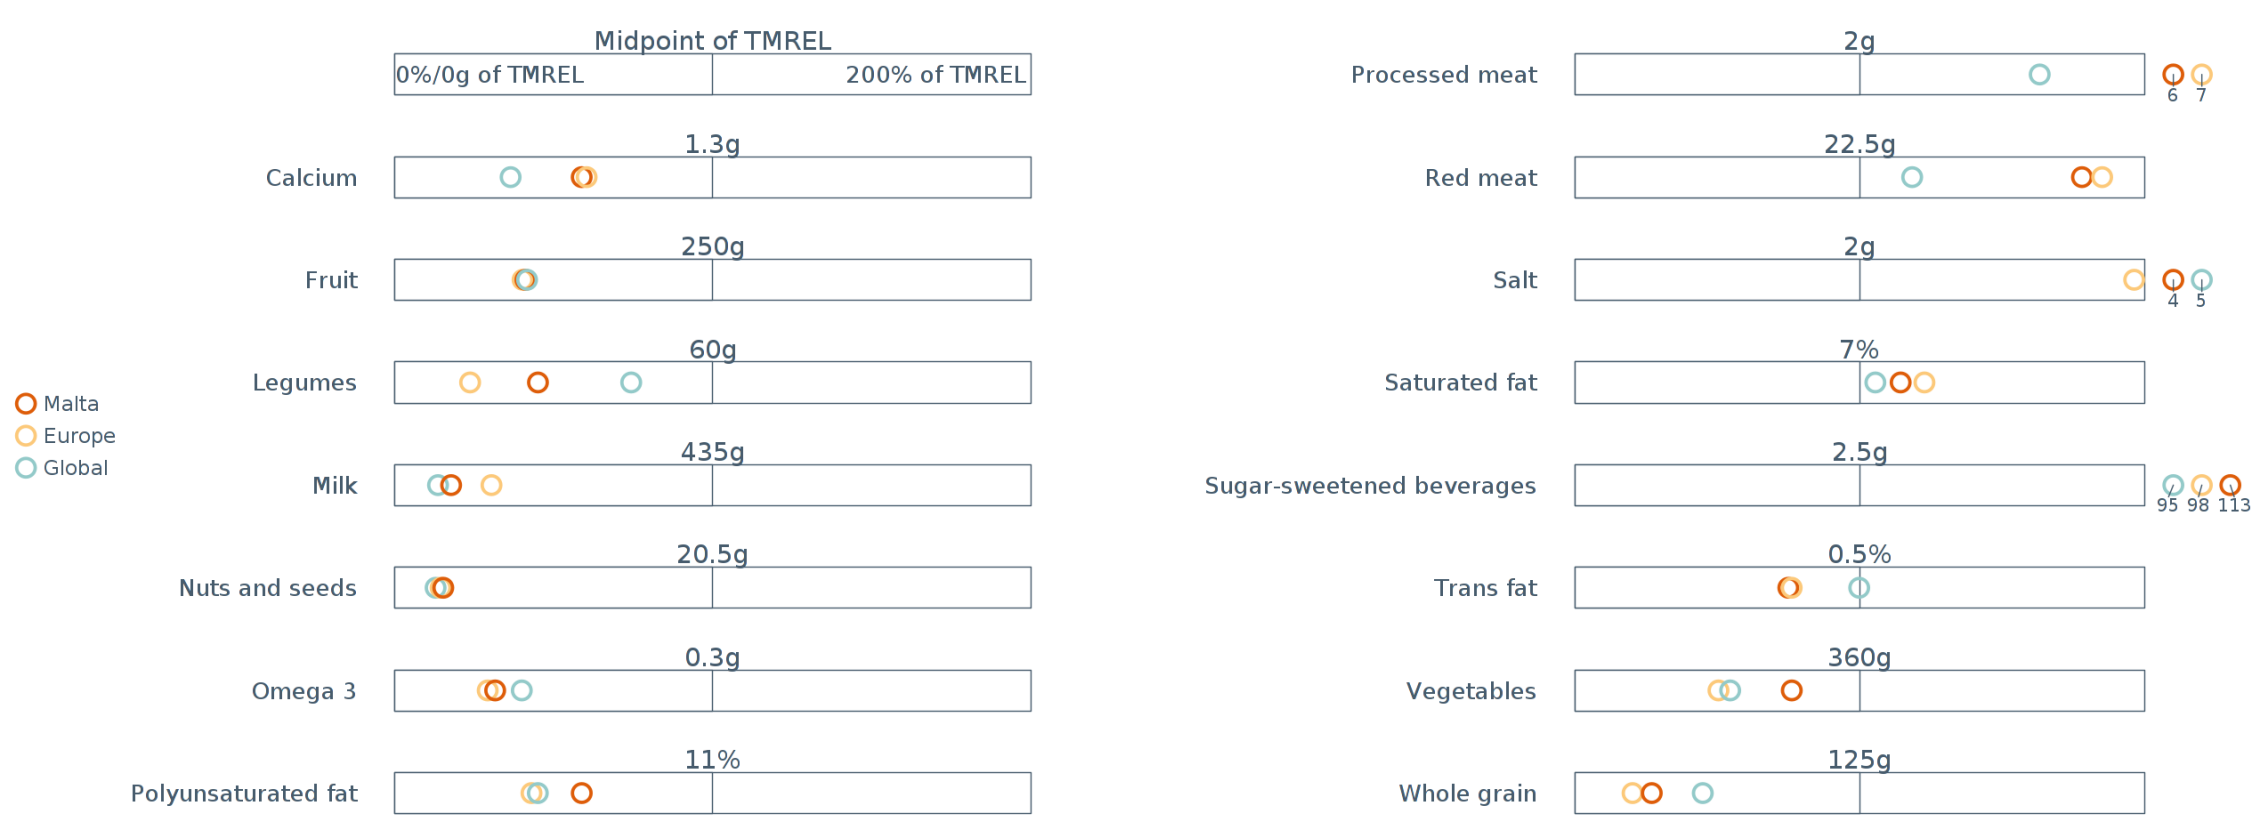 Midpoint of TMREL
0%/0g of TMREL
200% of TMREL
1.3g
Calcium
250g
Fruit
60g
Legumes
435g
Milk
20.5g
Nuts and seeds
0.3g
Omega 3
11%
Polyunsaturated fat
Malta
Europe
Global
2g
Processed meat
6 7
22.5g
Red meat
2g
Salt
4 5
7%
Saturated fat
2.5g
Sugar-sweetened beverages
95 98 113
0.5%
Trans fat
360g
Vegetables
125g
Whole grain